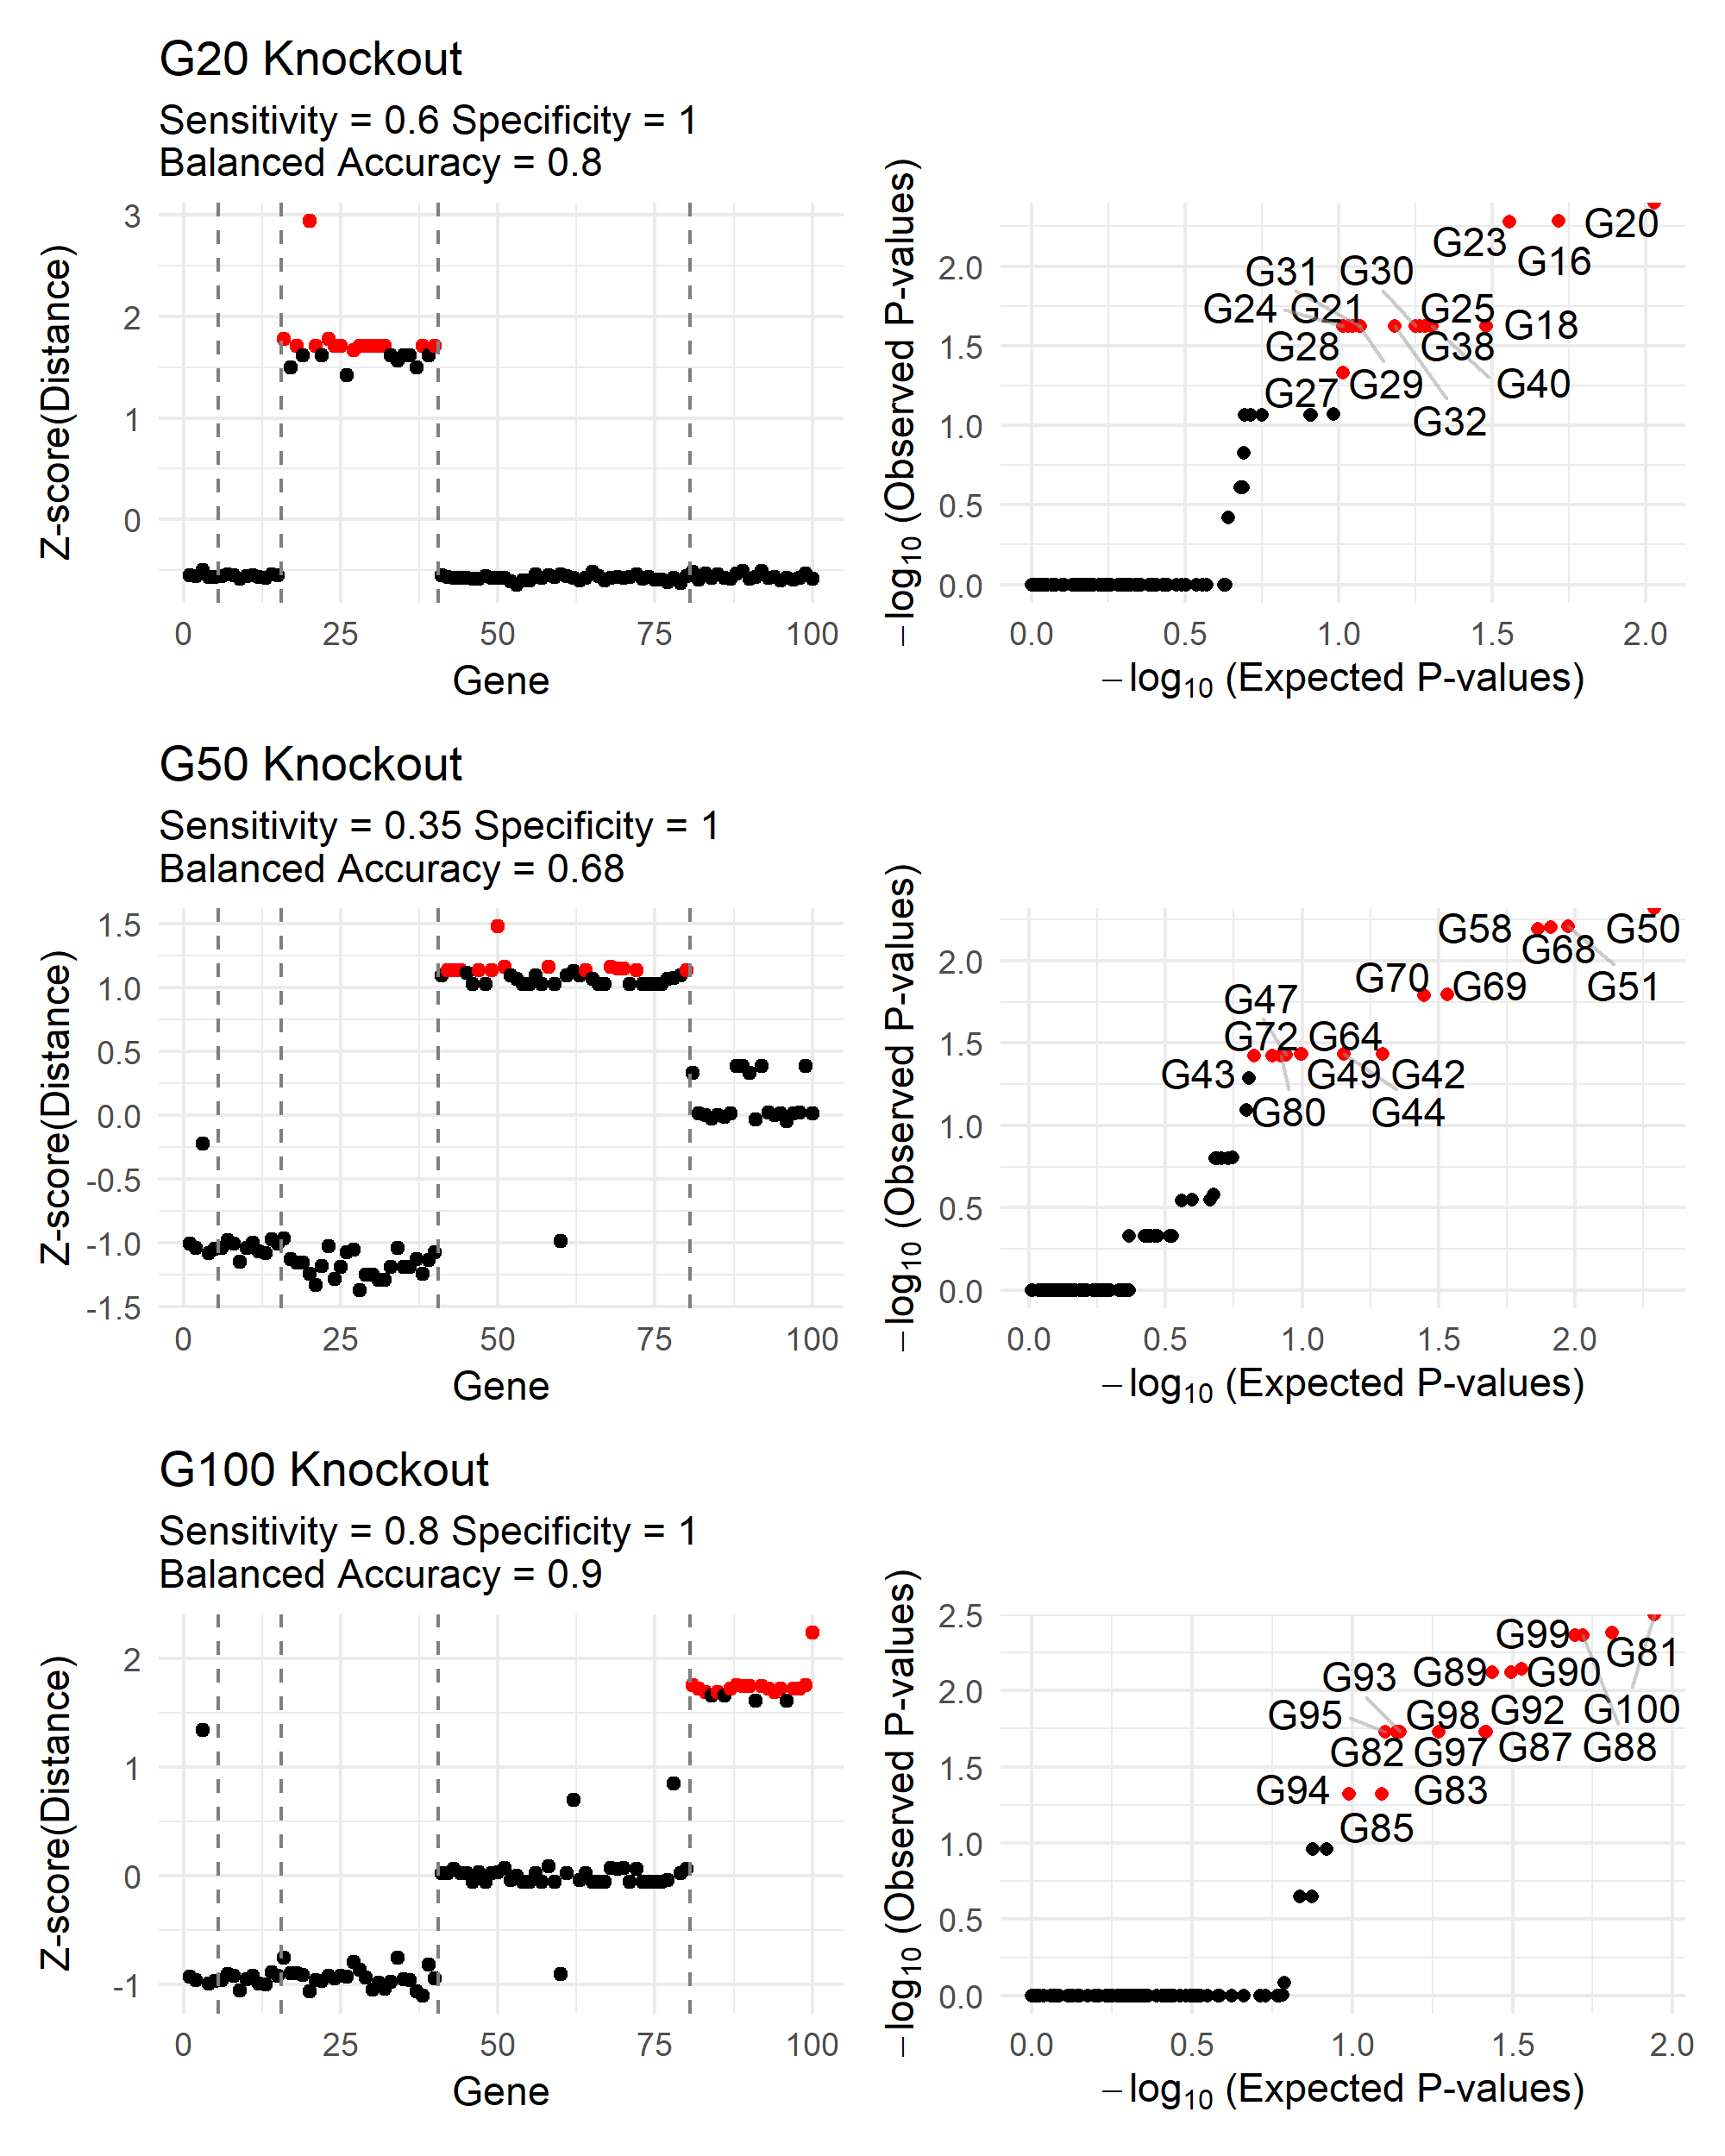 G20 Knockout
Sensitivity = 0.6 Specificity = 1
Balanced Accuracy = 0.8
Z-score(Distance)
3
2
1
0
0
25
50
75
100
Gene
−log10 (Observed P-values)
2.0
1.5
1.0
0.5
0.0
G20
G23
G16
G31
G30
G24
G21
G25
G18
G28
G38
G27
G29
G40
G32
0.0
0.5
1.0
1.5
2.0
−log10 (Expected P-values)
G50 Knockout
Sensitivity = 0.35 Specificity = 1
Balanced Accuracy = 0.68
Z-score(Distance)
1.5
1.0
0.5
0.0
-0.5
-1.0
-1.5
0
25
50
75
100
Gene
−log10 (Observed P-values)
2.0
1.5
1.0
0.5
0.0
G58
G50
G68
G70
G69
G51
G47
G72
G64
G43
G49
G42
G80
G44
0.0
0.5
1.0
1.5
2.0
−log10 (Expected P-values)
G100 Knockout
Sensitivity = 0.8 Specificity = 1
Balanced Accuracy = 0.9
Z-score(Distance)
2
1
0
-1
0
25
50
75
100
Gene
−log10 (Observed P-values)
2.5
2.0
1.5
1.0
0.5
0.0
G99
G81
G93
G89
G90
G95
G98
G92
G100
G82
G97
G87
G88
G94
G83
G85
0.0
0.5
1.0
1.5
2.0
−log10 (Expected P-values)